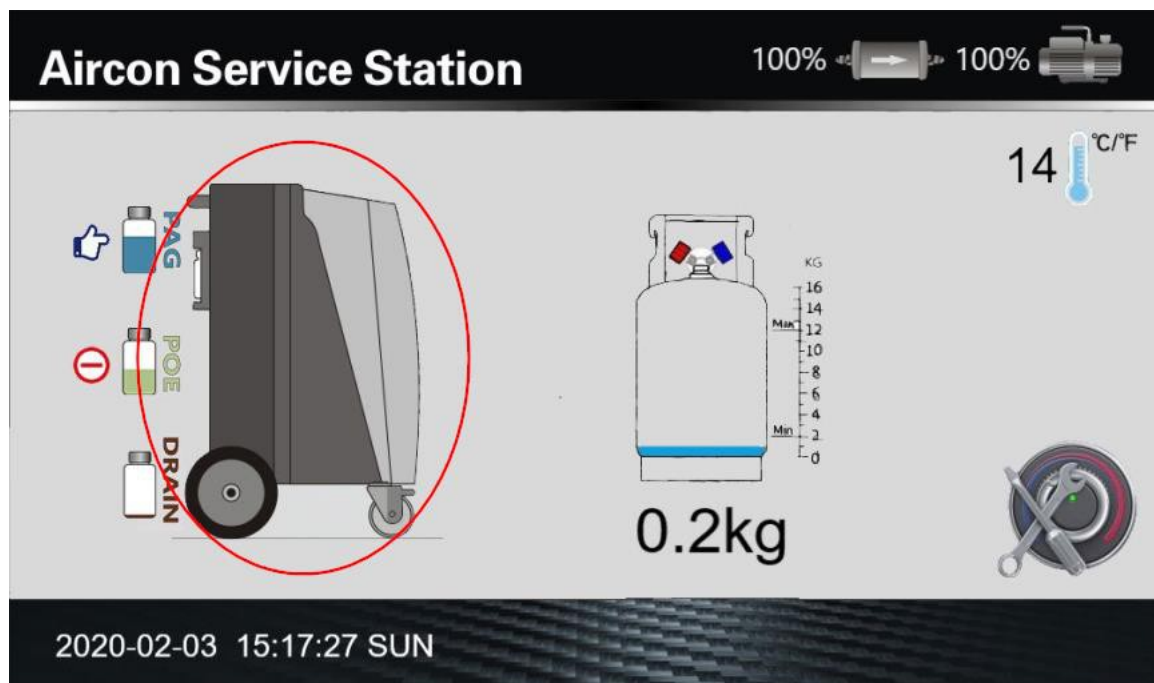 Aircon Service Station
100%
100%
14 °C/°F
PAG
POE
DRAIN
KG
16
14
Max 12
10
8
6
4
Min 2
0
0.2kg
2020-02-03 15:17:27 SUN